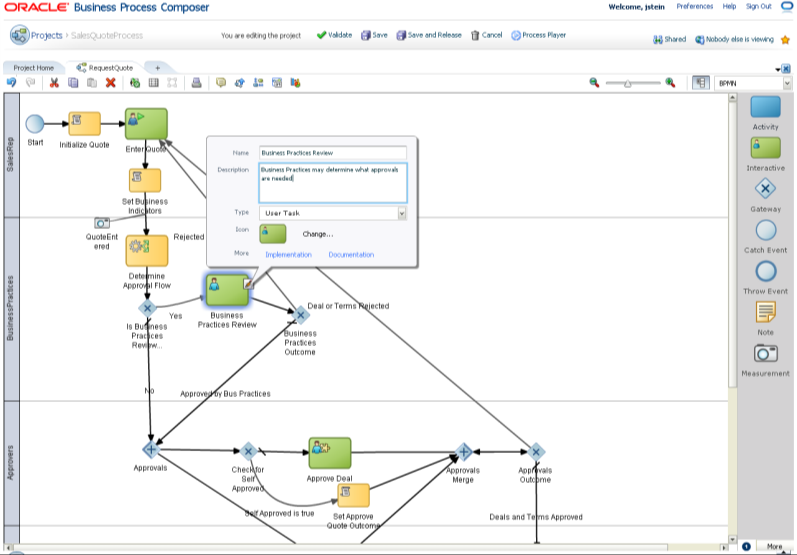 ORACLE Business Process Composer
Welcome, jstein Preferences Help Sign Out
Projects › SalesQuoteProcess
You are editing the project
Validate Save Save and Release Cancel Process Player
Shared Nobody else is viewing
Project Home
RequestQuote
+
BPMN
SalesRep
Start
Initialize Quote
Enter Quote
Set Business
Indicators
QuoteEnt
ered
Rejected
BusinessPractices
Determine
Approval Flow
Is Business
Practices
Review...
Yes
No
Business
Practices Review
Deal or Terms Rejected
Business
Practices
Outcome
Approved by Bus Practices
Name Business Practices Review
Description Business Practices may determine what approvals
are needed
Type User Task
Icon Change...
More Implementation Documentation
Approvers
Approvals
Check for
Self
Approved
Approve Deal
Self Approved is true
Set Approve
Quote Outcome
Approvals
Merge
Approvals
Outcome
Deals and Terms Approved
Activity
Interactive
Gateway
Catch Event
Throw Event
Note
Measurement
More